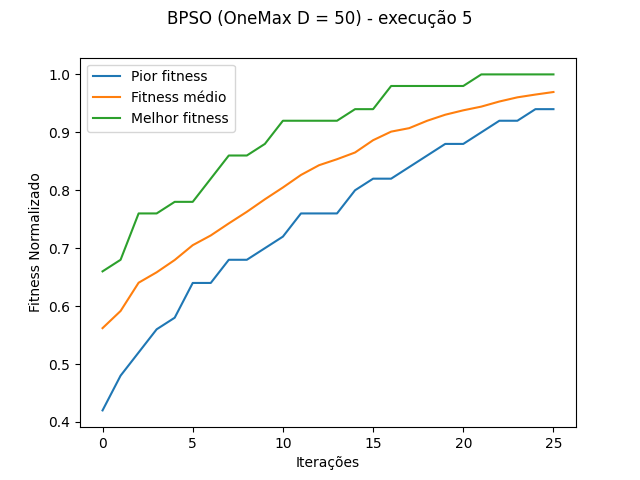 BPSO (OneMax D = 50) - execução 5
Pior fitness
Fitness médio
Melhor fitness
Fitness Normalizado
1.0
0.9
0.8
0.7
0.6
0.5
0.4
0 5 10 15 20 25
Iterações